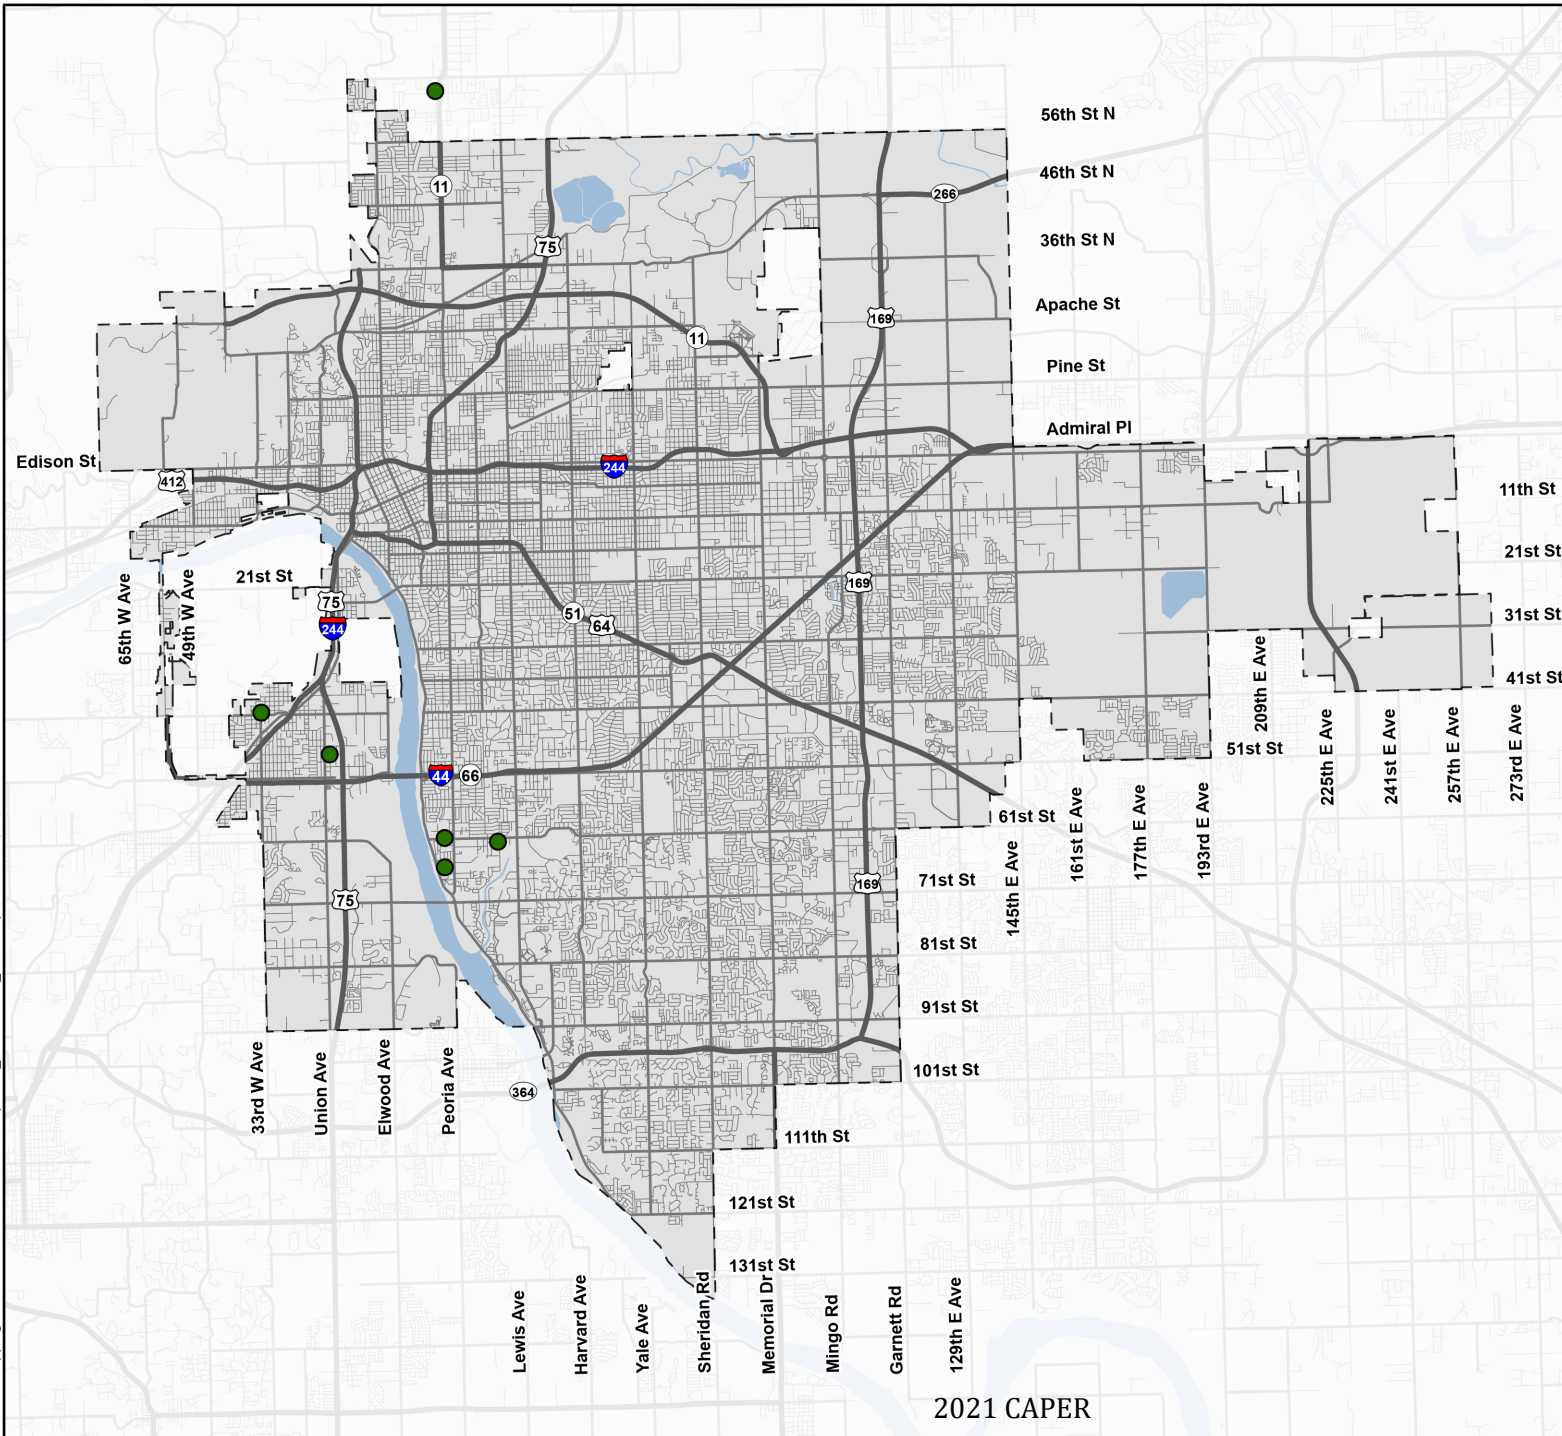 56th St N
46th St N
11
266
36th St N
75
Apache St
169
11
Pine St
Admiral Pl
Edison St
244
412
11th St
21st St
21st St
169
75
51
64
31st St
244
65th W Ave
49th W Ave
209th E Ave
41st St
51st St
44
66
225th E Ave
241st E Ave
257th E Ave
273rd E Ave
61st St
161st E Ave
177th E Ave
193rd E Ave
145th E Ave
71st St
169
75
81st St
91st St
101st St
33rd W Ave
Union Ave
Elwood Ave
Peoria Ave
364
111th St
121st St
131st St
Lewis Ave
Harvard Ave
Yale Ave
Sheridan Rd
Memorial Dr
Mingo Rd
Garnett Rd
129th E Ave
2021 CAPER